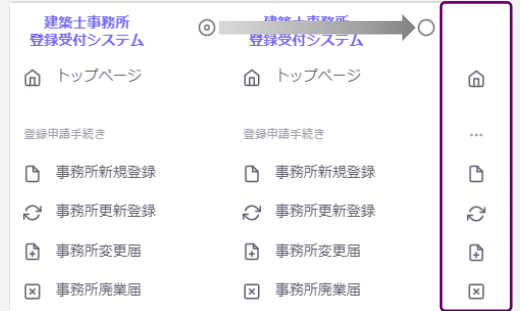 建築士事務所
登録受付システム
トップページ
登録申請手続き
事務所新規登録
事務所更新登録
事務所変更届
事務所廃業届
建築士事務所
登録受付システム
トップページ
登録申請手続き
事務所新規登録
事務所更新登録
事務所変更届
事務所廃業届
...